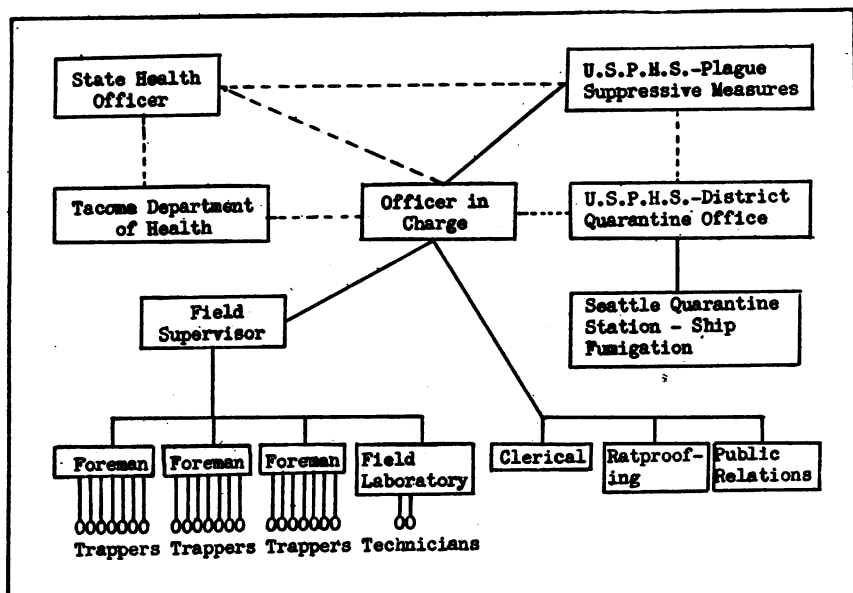 State Health
Officer
U.S.P.H.S.-Plague
Suppressive Measures
Tacoma Department
of Health
Officer in
Charge
U.S.P.H.S.-District
Quarantine Office
Field
Supervisor
Seattle Quarantine
Station - Ship
Fumigation
Foreman
Foreman
Foreman
Field
Laboratory
Clerical
Ratproof-
ing
Public
Relations
Trappers
Trappers
Trappers
Technicians